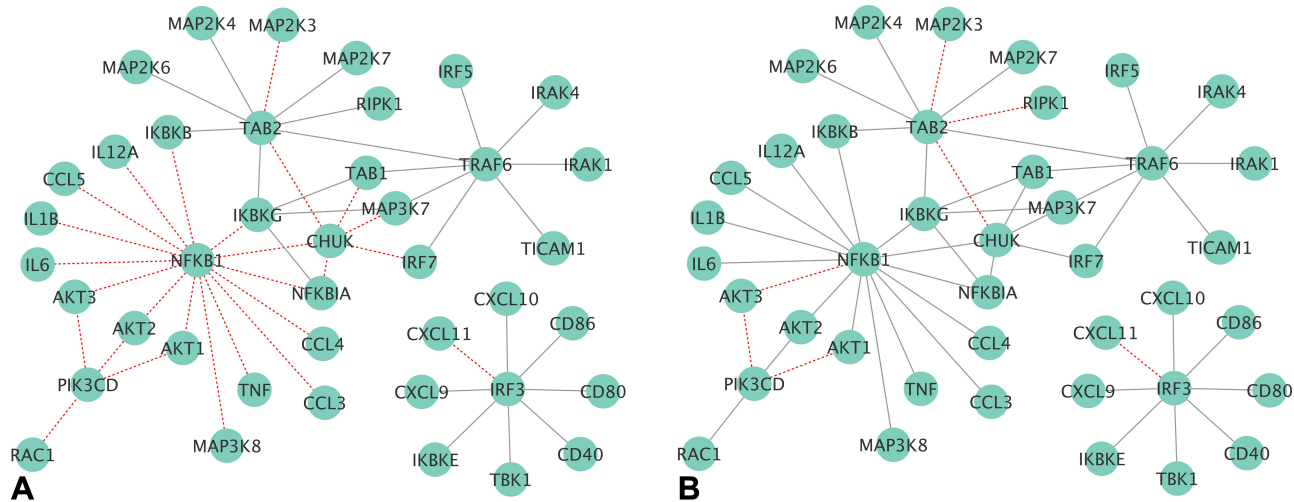 MAP2K4
MAP2K3
MAP2K6
MAP2K7
IRF5
RIPK1
IRAK4
IKBKB
TAB2
IL12A
CCL5
TAB1
TRAF6
IRAK1
IL1B
IKBKG
MAP3K7
CHUK
TICAM1
IL6
NFKB1
IRF7
AKT3
NFKBIA
CXCL10
AKT2
CXCL11
CD86
AKT1
CCL4
PIK3CD
TNF
CCL3
CXCL9
IRF3
CD80
RAC1
MAP3K8
IKBKE
CD40
TBK1
A
MAP2K4
MAP2K3
MAP2K6
MAP2K7
IRF5
RIPK1
IRAK4
IKBKB
TAB2
IL12A
CCL5
TAB1
TRAF6
IRAK1
IL1B
IKBKG
MAP3K7
CHUK
TICAM1
IL6
NFKB1
IRF7
AKT3
NFKBIA
CXCL10
AKT2
CXCL11
CD86
AKT1
CCL4
PIK3CD
TNF
CCL3
CXCL9
IRF3
CD80
RAC1
MAP3K8
IKBKE
CD40
TBK1
B